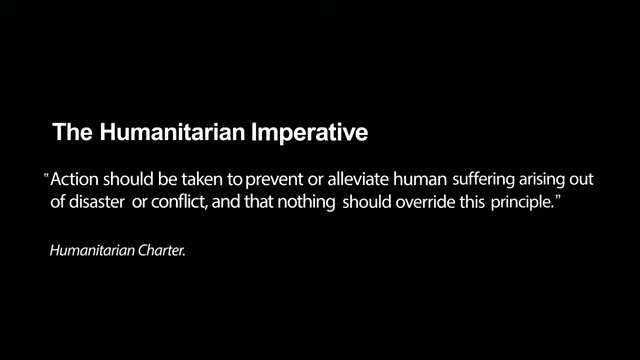 The Humanitarian Imperative
"Action should be taken to prevent or alleviate human suffering arising out
of disaster or conflict, and that nothing should override this principle."
Humanitarian Charter.